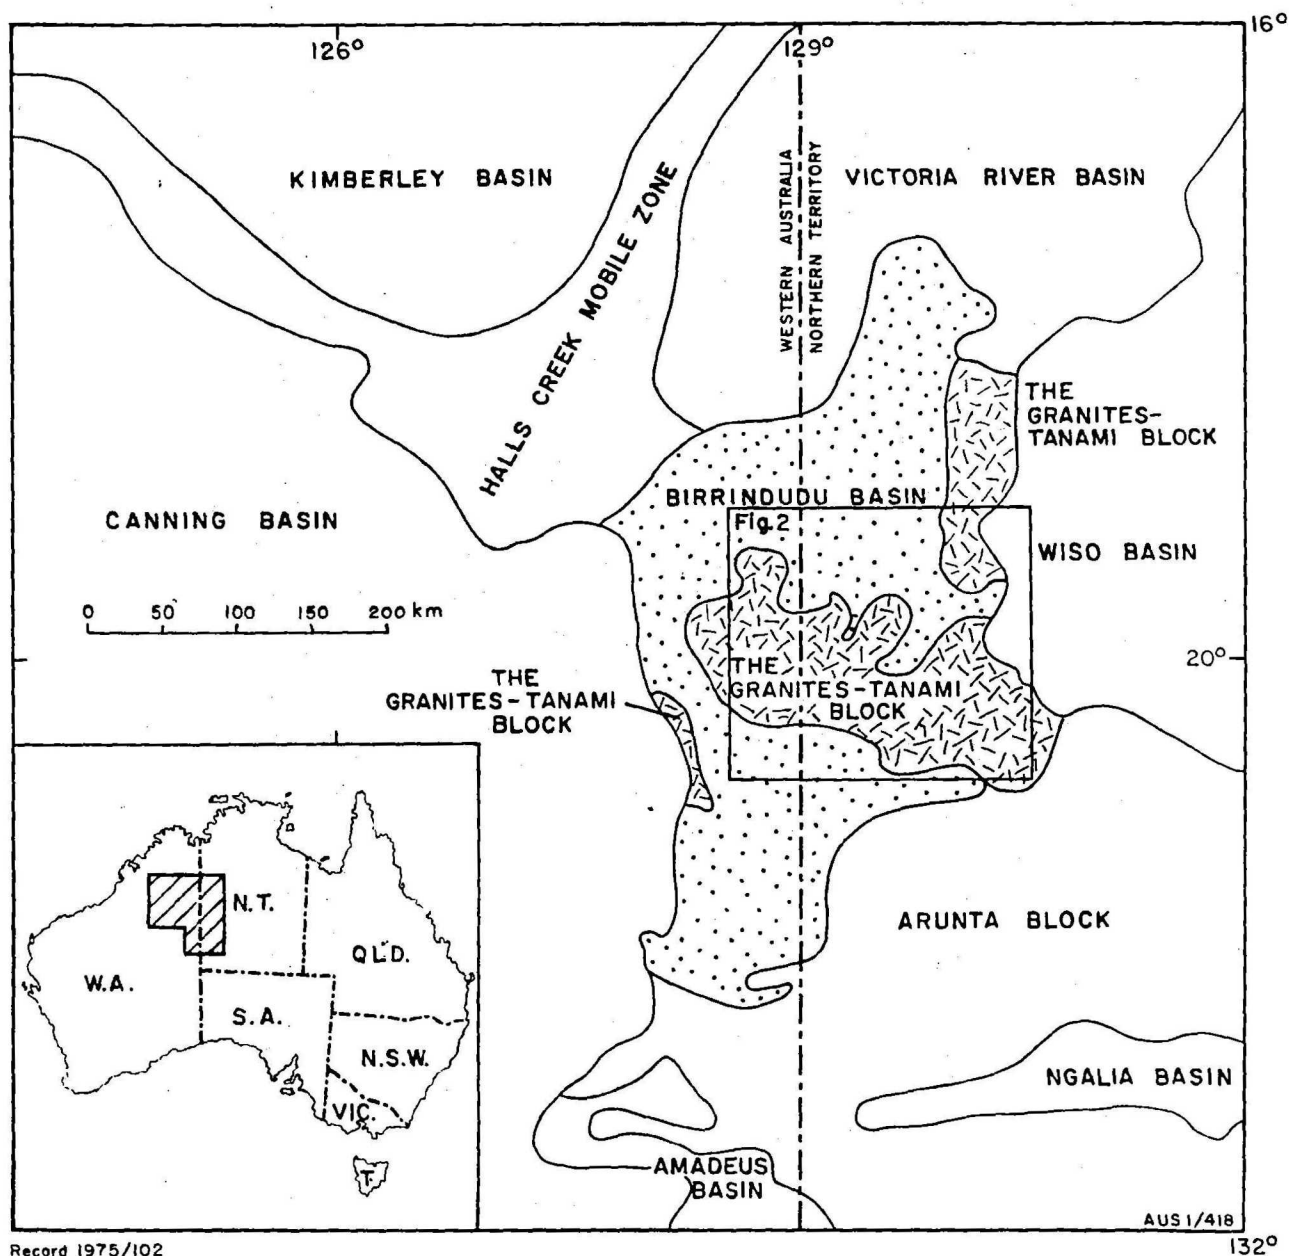 16°
126°
129°
KIMBERLEY BASIN
HALLS CREEK MOBILE ZONE
WESTERN AUSTRALIA
NORTHERN TERRITORY
VICTORIA RIVER BASIN
THE
GRANITES-
TANAMI BLOCK
BIRRINDUDU BASIN
Fig.2
CANNING BASIN
WISO BASIN
0 50 100 150 200 km
20°
THE
GRANITES-TANAMI
BLOCK
THE
GRANITES-TANAMI
BLOCK
N.T.
QLD.
W.A.
S.A.
N.S.W.
VIC.
T.
ARUNTA BLOCK
NGALIA BASIN
AMADEUS
BASIN
AUS 1/418
Record 1975/102
132°